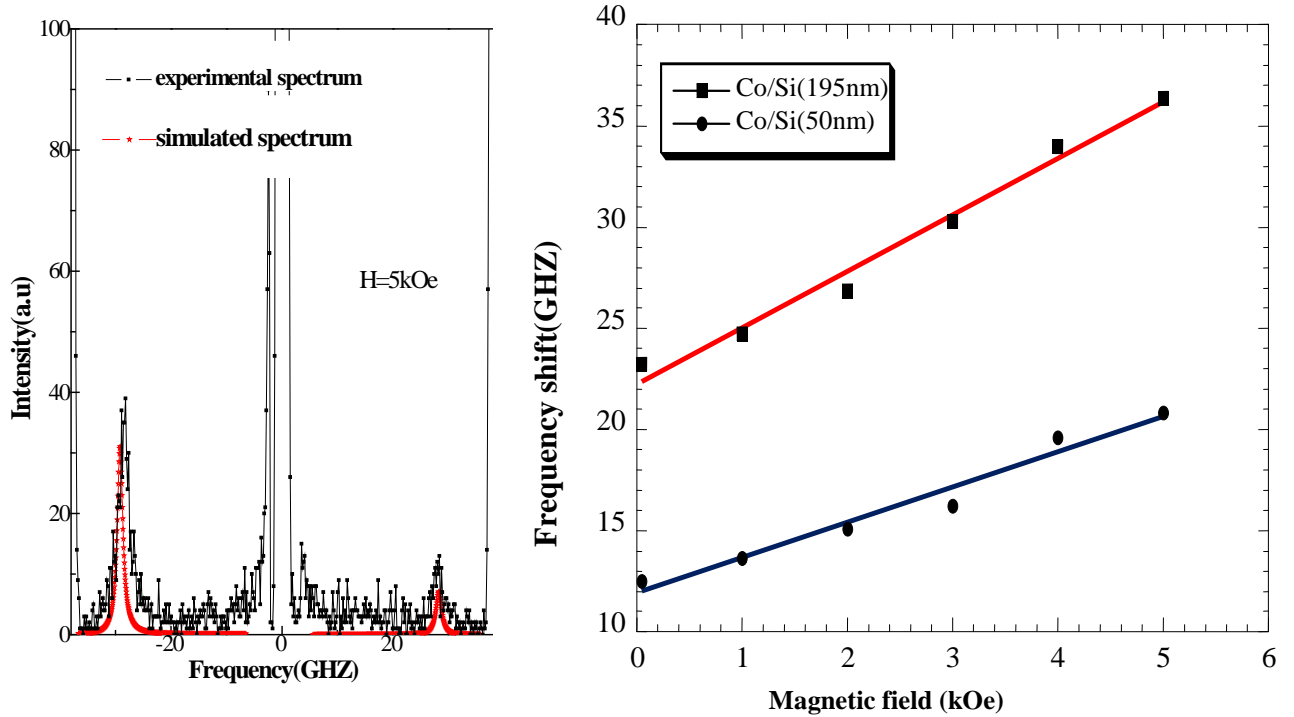 100
80
60
40
20
0
Intensity(a.u)
experimental spectrum
simulated spectrum
H=5kOe
-20
0
20
Frequency(GHZ)
40
35
30
25
20
15
10
Frequency shift(GHZ)
Co/Si(195nm)
Co/Si(50nm)
0
1
2
3
4
5
6
Magnetic field (kOe)